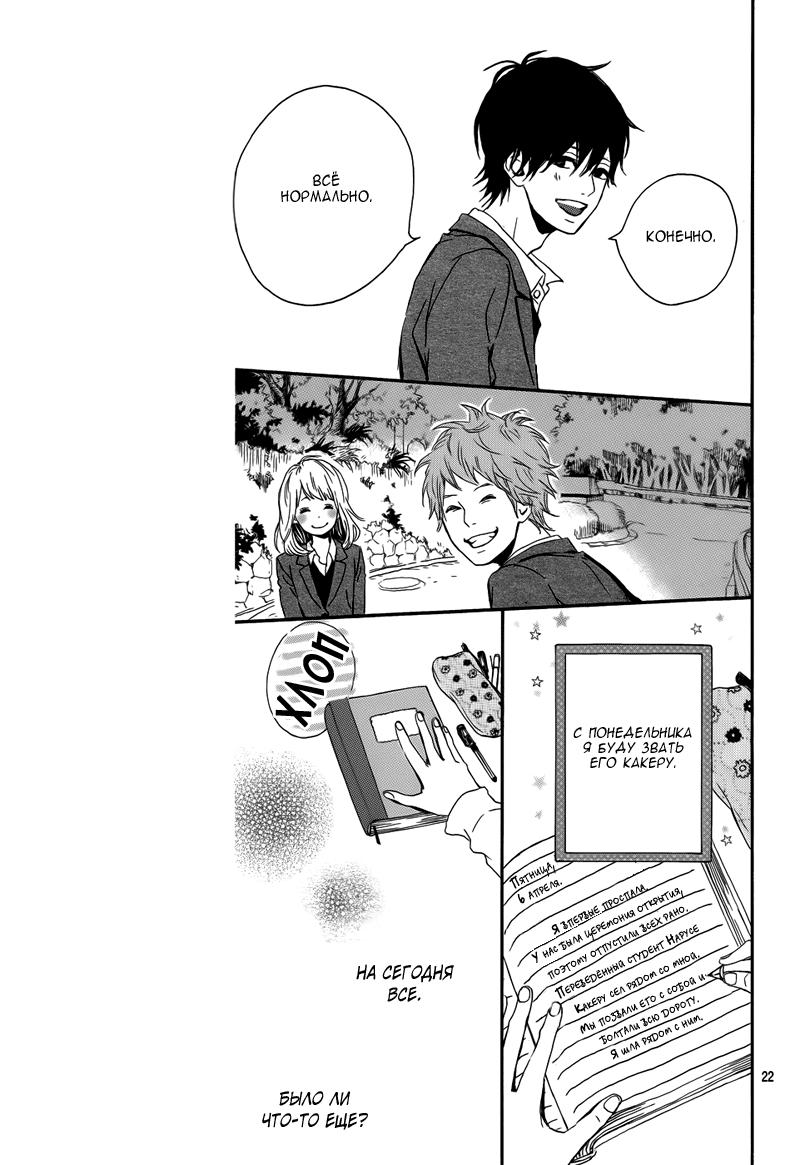 КОНЕЧНО.
ВСЁ
НОРМАЛЬНО.
С ПОНЕДЕЛЬНИКА
Я БУДУ ЗВАТЬ
ЕГО КАКЕРУ.
ПЯТНИЦА,
6 АПРЕЛЯ.
Я ВПЕРВЫЕ ПРОСПАЛА.
У НАС БЫЛА ЦЕРЕМОНИЯ ОТКРЫТИЯ,
ПОЭТОМУ ОТПУСТИЛИ ВСЕХ РАНО.
ПЕРЕВЕДЁННЫЙ СТУДЕНТ НАРУСЕ
КАКЕРУ СЕЛ РЯДОМ СО МНОЙ.
МЫ ПОЗВАЛИ ЕГО С СОБОЙ И
БОЛТАЛИ ВСЮ ДОРОГУ.
Я ШЛА РЯДОМ С НИМ.
ХЛОП
НА СЕГОДНЯ
ВСЕ.
БЫЛО ЛИ
ЧТО-ТО ЕЩЕ?
22